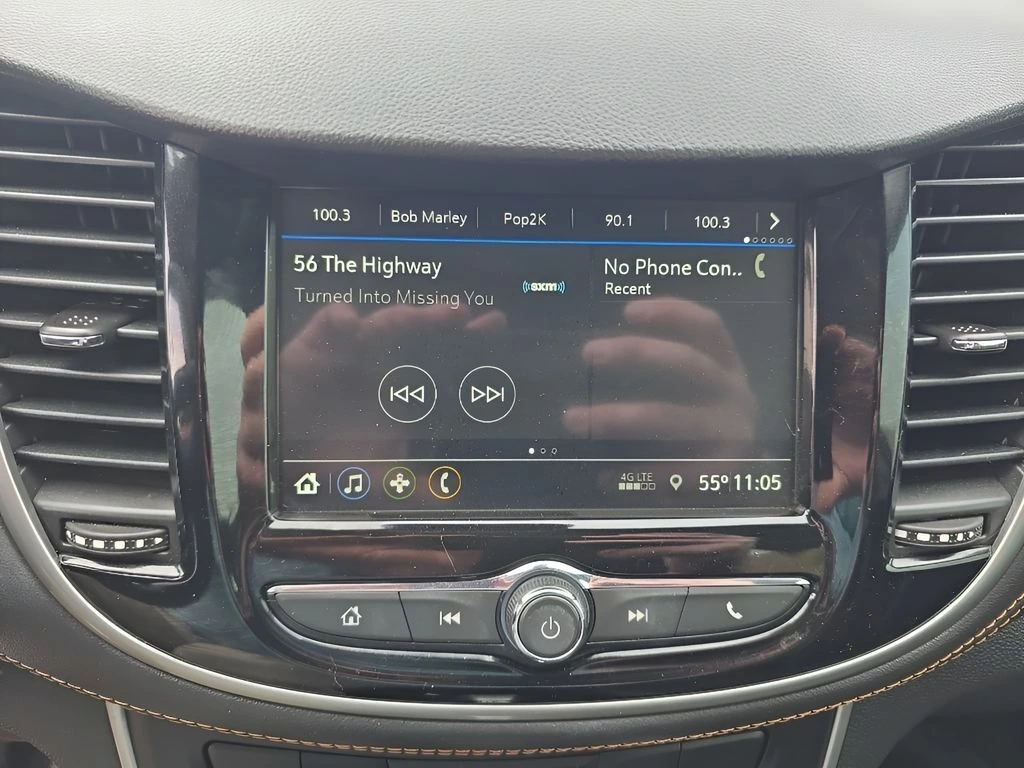 100.3 Bob Marley Pop2K 90.1 100.3
56 The Highway
Turned Into Missing You
sxm
No Phone Con..
Recent
4G LTE
55° 11:05